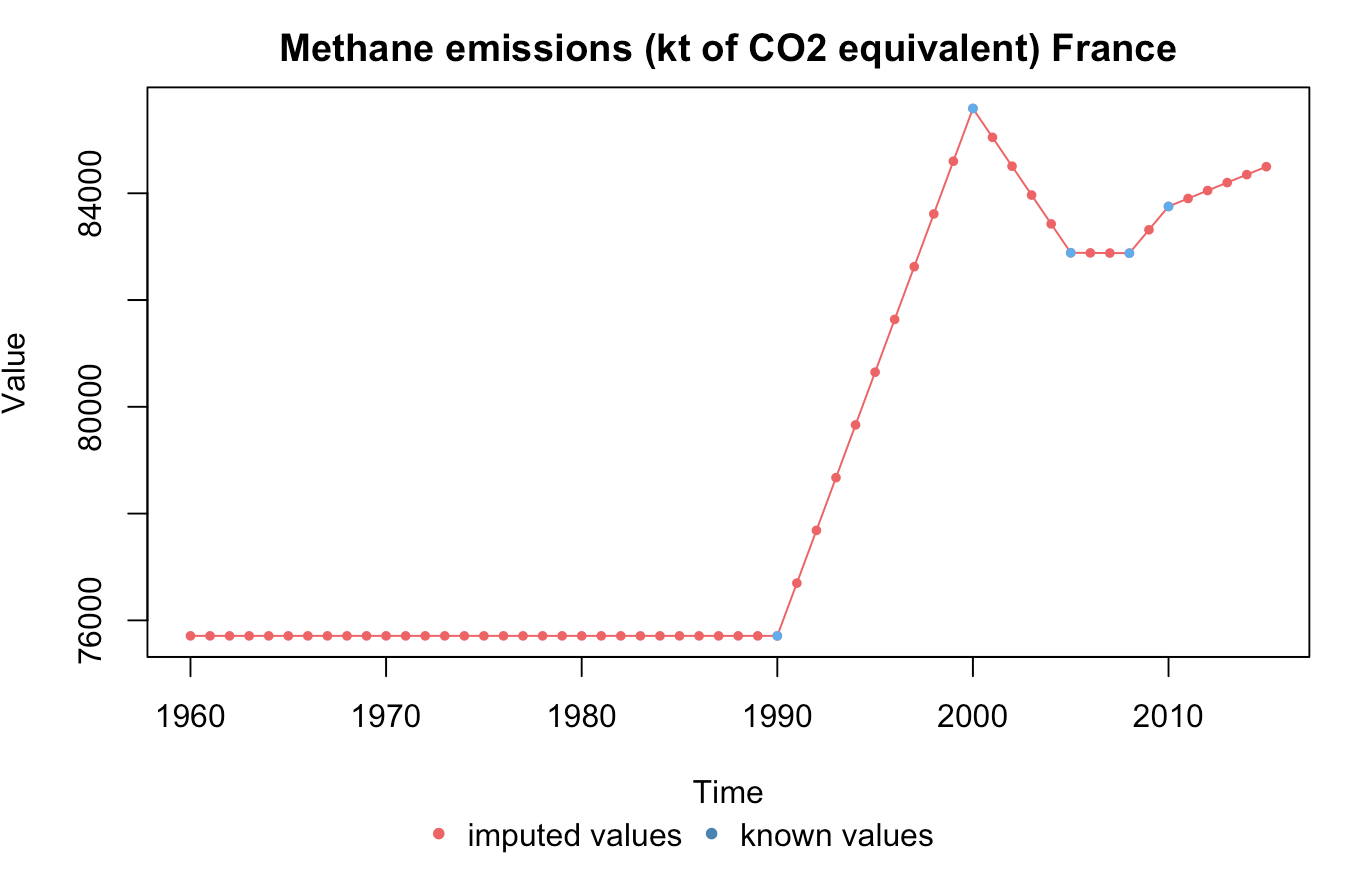 Methane emissions (kt of CO2 equivalent) France
Value
84000
80000
76000
1960 1970 1980 1990 2000 2010
Time
imputed values known values